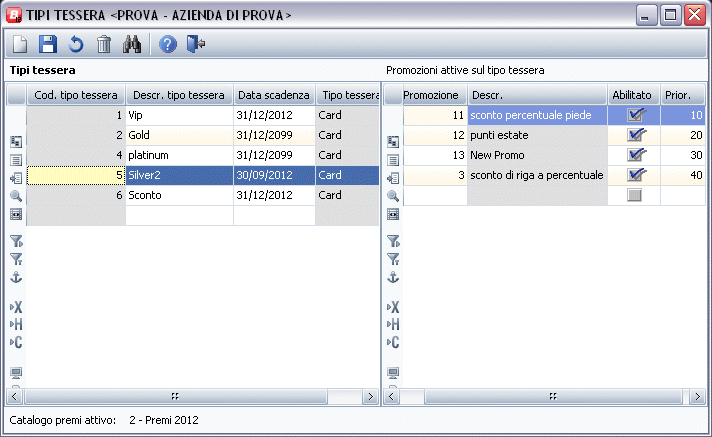 TIPI TESSERA <PROVA - AZIENDA DI PROVA>
Tipi tessera
Promozioni attive sul tipo tessera
Cod. tipo tessera Descr. tipo tessera Data scadenza Tipo tessera
1 Vip 31/12/2012 Card
2 Gold 31/12/2099 Card
4 platinum 31/12/2099 Card
5 Silver2 30/09/2012 Card
6 Sconto 31/12/2012 Card
Promozione Descr. Abilitato Prior.
11 sconto percentuale piede 10
12 punti estate 20
13 New Promo 30
3 sconto di riga a percentuale 40
X
H
C
X
H
C
Catalogo premi attivo: 2 - Premi 2012